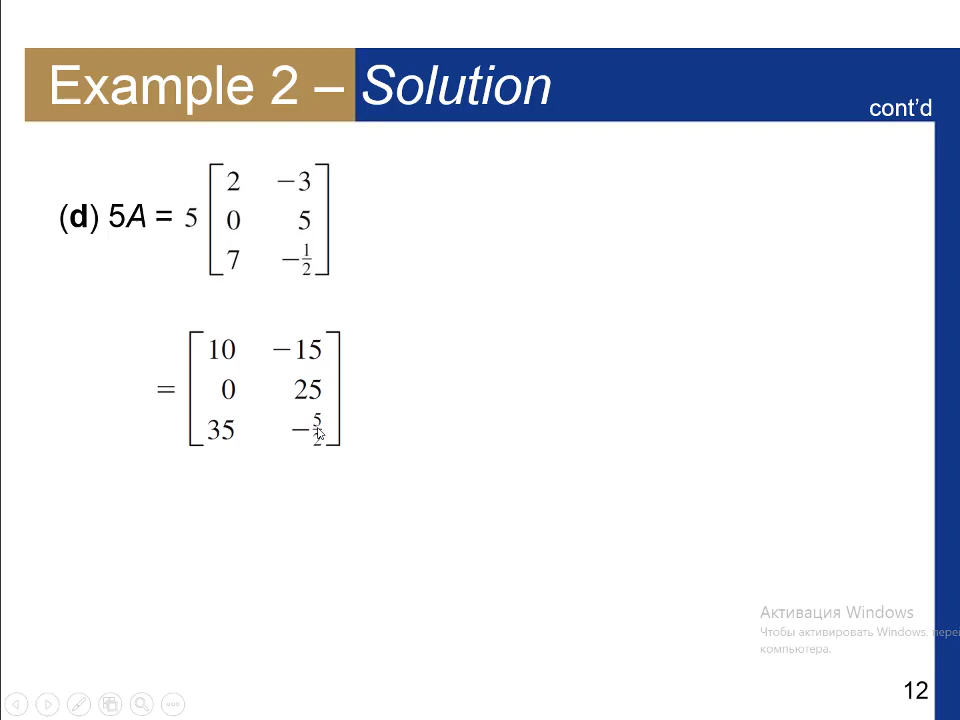 Example 2 – Solution
cont’d
(d) 5A = 5 [2 −3
0 5
7 −1/2]
= [10 −15
0 25
35 −5/2]
Активация Windows
Чтобы активировать Windows, пере
компьютера.
12